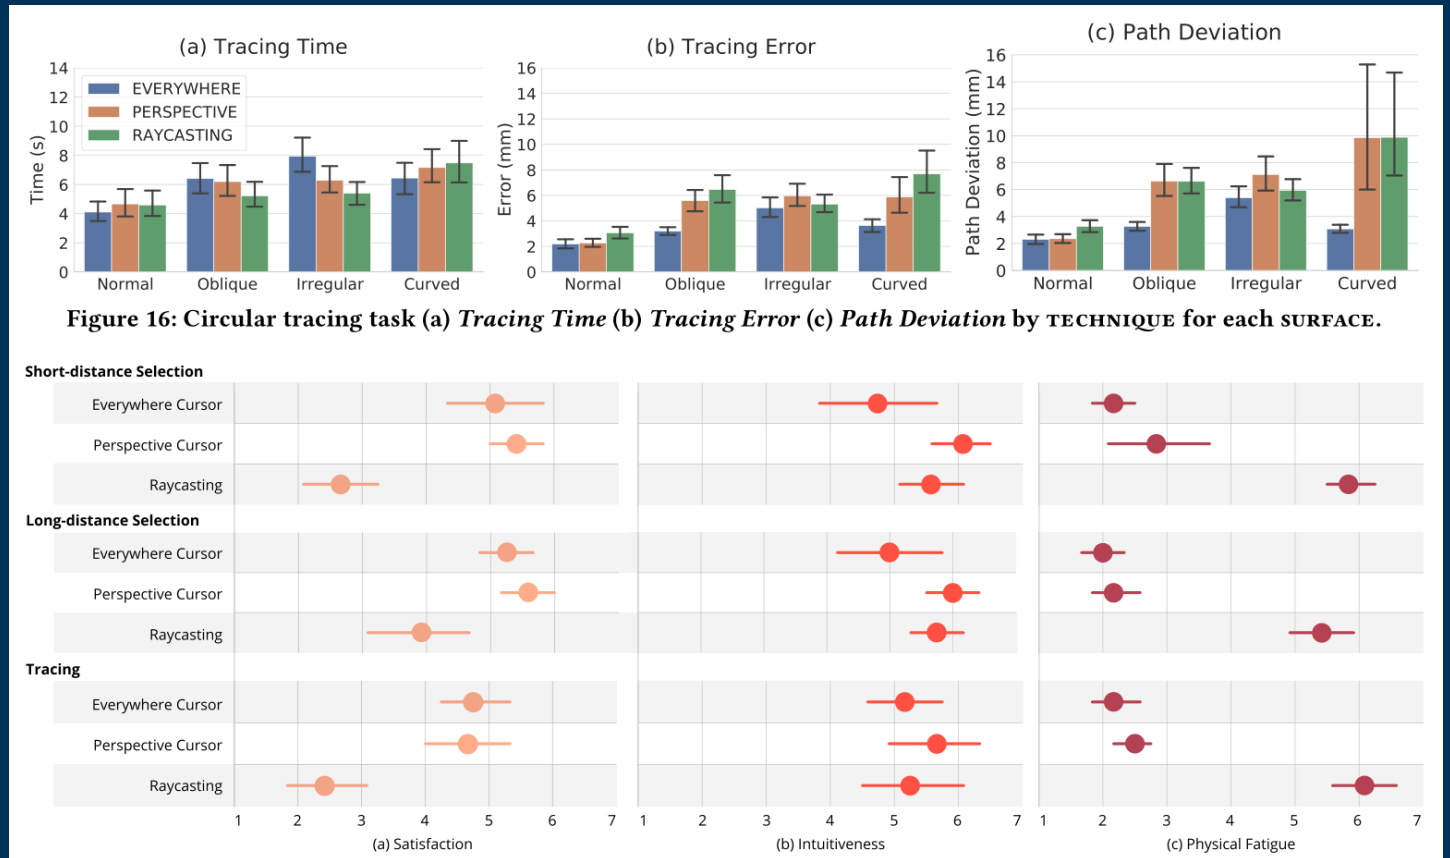 (a) Tracing Time
14
12
10
8
6
4
2
0
Time (s)
EVERYWHERE
PERSPECTIVE
RAYCASTING
Normal Oblique Irregular Curved
(b) Tracing Error
16
14
12
10
8
6
4
2
0
Error (mm)
Normal Oblique Irregular Curved
(c) Path Deviation
16
14
12
10
8
6
4
2
0
Path Deviation (mm)
Normal Oblique Irregular Curved
Figure 16: Circular tracing task (a) Tracing Time (b) Tracing Error (c) Path Deviation by TECHNIQUE for each SURFACE.
Short-distance Selection
Everywhere Cursor
Perspective Cursor
Raycasting
Long-distance Selection
Everywhere Cursor
Perspective Cursor
Raycasting
Tracing
Everywhere Cursor
Perspective Cursor
Raycasting
1 2 3 4 5 6 7
(a) Satisfaction
1 2 3 4 5 6 7
(b) Intuitiveness
1 2 3 4 5 6 7
(c) Physical Fatigue